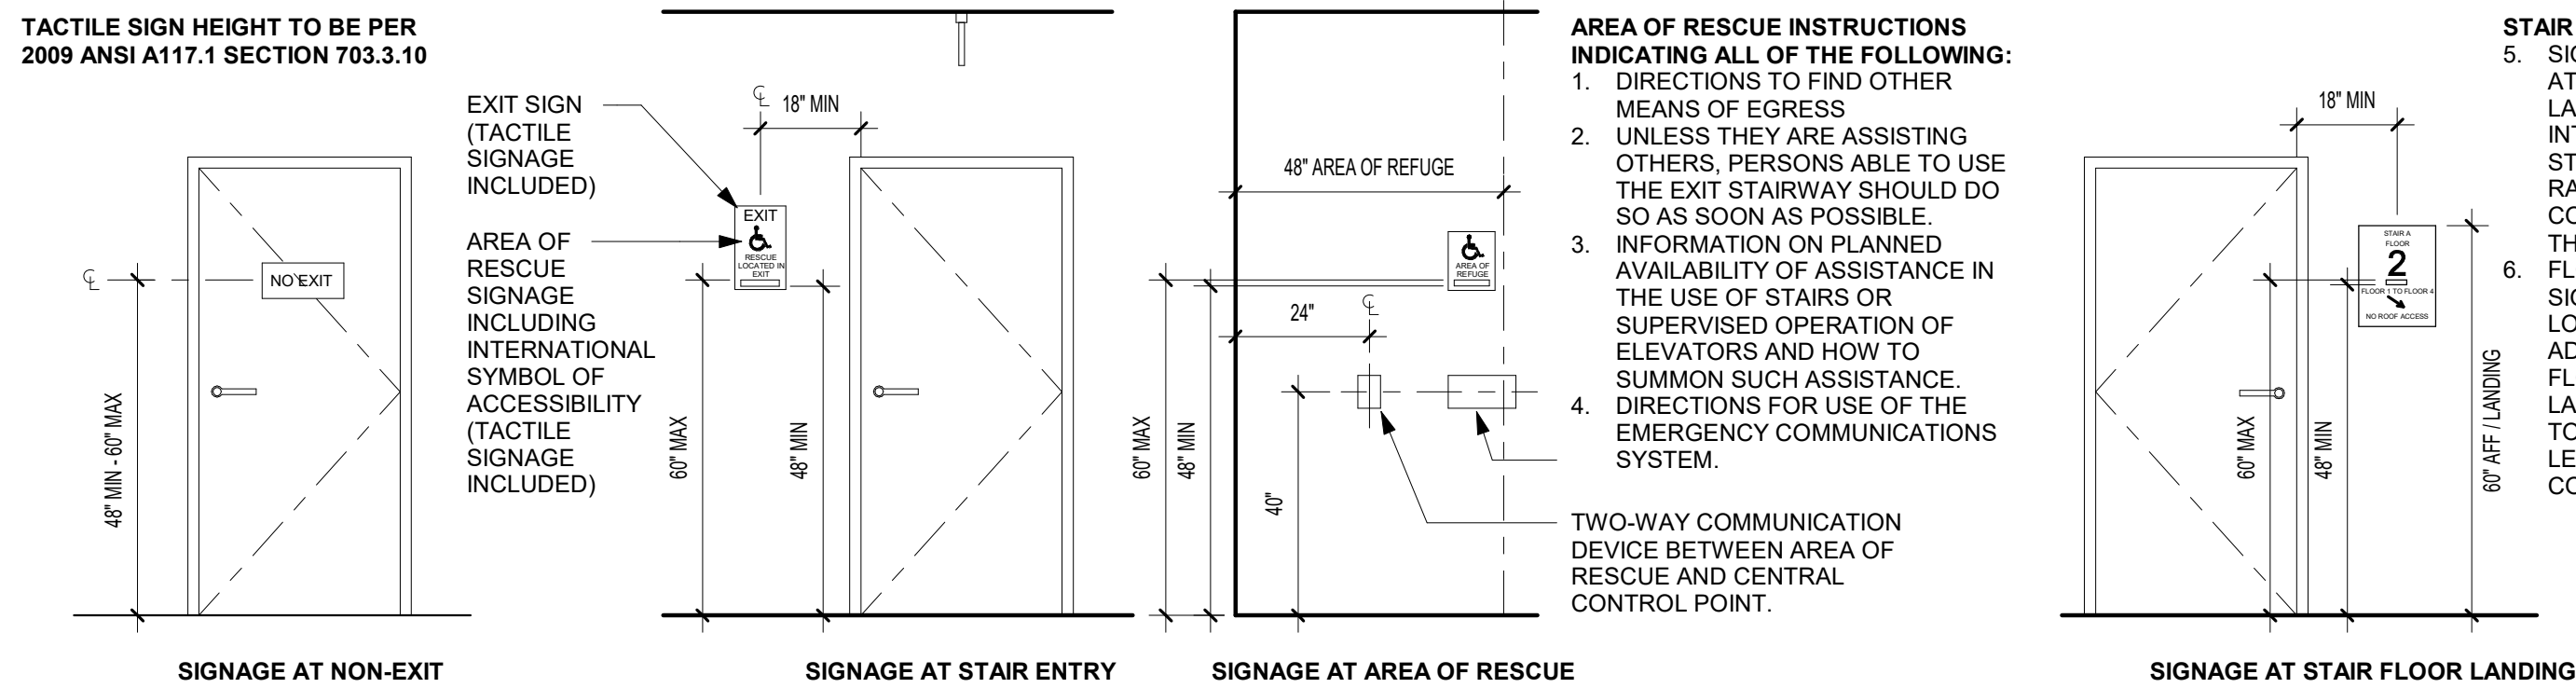 TACTILE SIGN HEIGHT TO BE PER
2009 ANSI A117.1 SECTION 703.3.10
℄
48" MIN - 60" MAX
NO EXIT
SIGNAGE AT NON-EXIT
EXIT SIGN
(TACTILE
SIGNAGE
INCLUDED)
AREA OF
RESCUE
SIGNAGE
INCLUDING
INTERNATIONAL
SYMBOL OF
ACCESSIBILITY
(TACTILE
SIGNAGE
INCLUDED)
℄
18" MIN
EXIT
RESCUE
LOCATED IN
EXIT
60" MAX
48" MIN
SIGNAGE AT STAIR ENTRY
48" AREA OF REFUGE
AREA OF
REFUGE
24"
℄
60" MAX
48" MIN
40"
SIGNAGE AT AREA OF RESCUE
AREA OF RESCUE INSTRUCTIONS
INDICATING ALL OF THE FOLLOWING:
1. DIRECTIONS TO FIND OTHER
MEANS OF EGRESS
2. UNLESS THEY ARE ASSISTING
OTHERS, PERSONS ABLE TO USE
THE EXIT STAIRWAY SHOULD DO
SO AS SOON AS POSSIBLE.
3. INFORMATION ON PLANNED
AVAILABILITY OF ASSISTANCE IN
THE USE OF STAIRS OR
SUPERVISED OPERATION OF
ELEVATORS AND HOW TO
SUMMON SUCH ASSISTANCE.
4. DIRECTIONS FOR USE OF THE
EMERGENCY COMMUNICATIONS
SYSTEM.
TWO-WAY COMMUNICATION
DEVICE BETWEEN AREA OF
RESCUE AND CENTRAL
CONTROL POINT.
18" MIN
STAIR A
FLOOR
2
FLOOR 1 TO FLOOR 4
NO ROOF ACCESS
60" MAX
48" MIN
60" AFF / LANDING
SIGNAGE AT STAIR FLOOR LANDING
STAIR
5.
6.